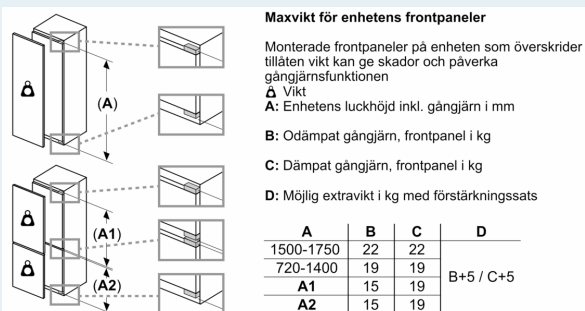 Maxvikt för enhetens frontpaneler
Monterade frontpaneler på enheten som överskrider
tillåten vikt kan ge skador och påverka
gångjärnsfunktionen
Vikt
A: Enhetens luckhöjd inkl. gångjärn i mm
B: Odämpat gångjärn, frontpanel i kg
C: Dämpat gångjärn, frontpanel i kg
D: Möjlig extravikt i kg med förstärkningssats
(A)
(A1)
(A2)
A B C D
1500-1750 22 22
720-1400 19 19
B+5 / C+5
A1 15 19
A2 15 19